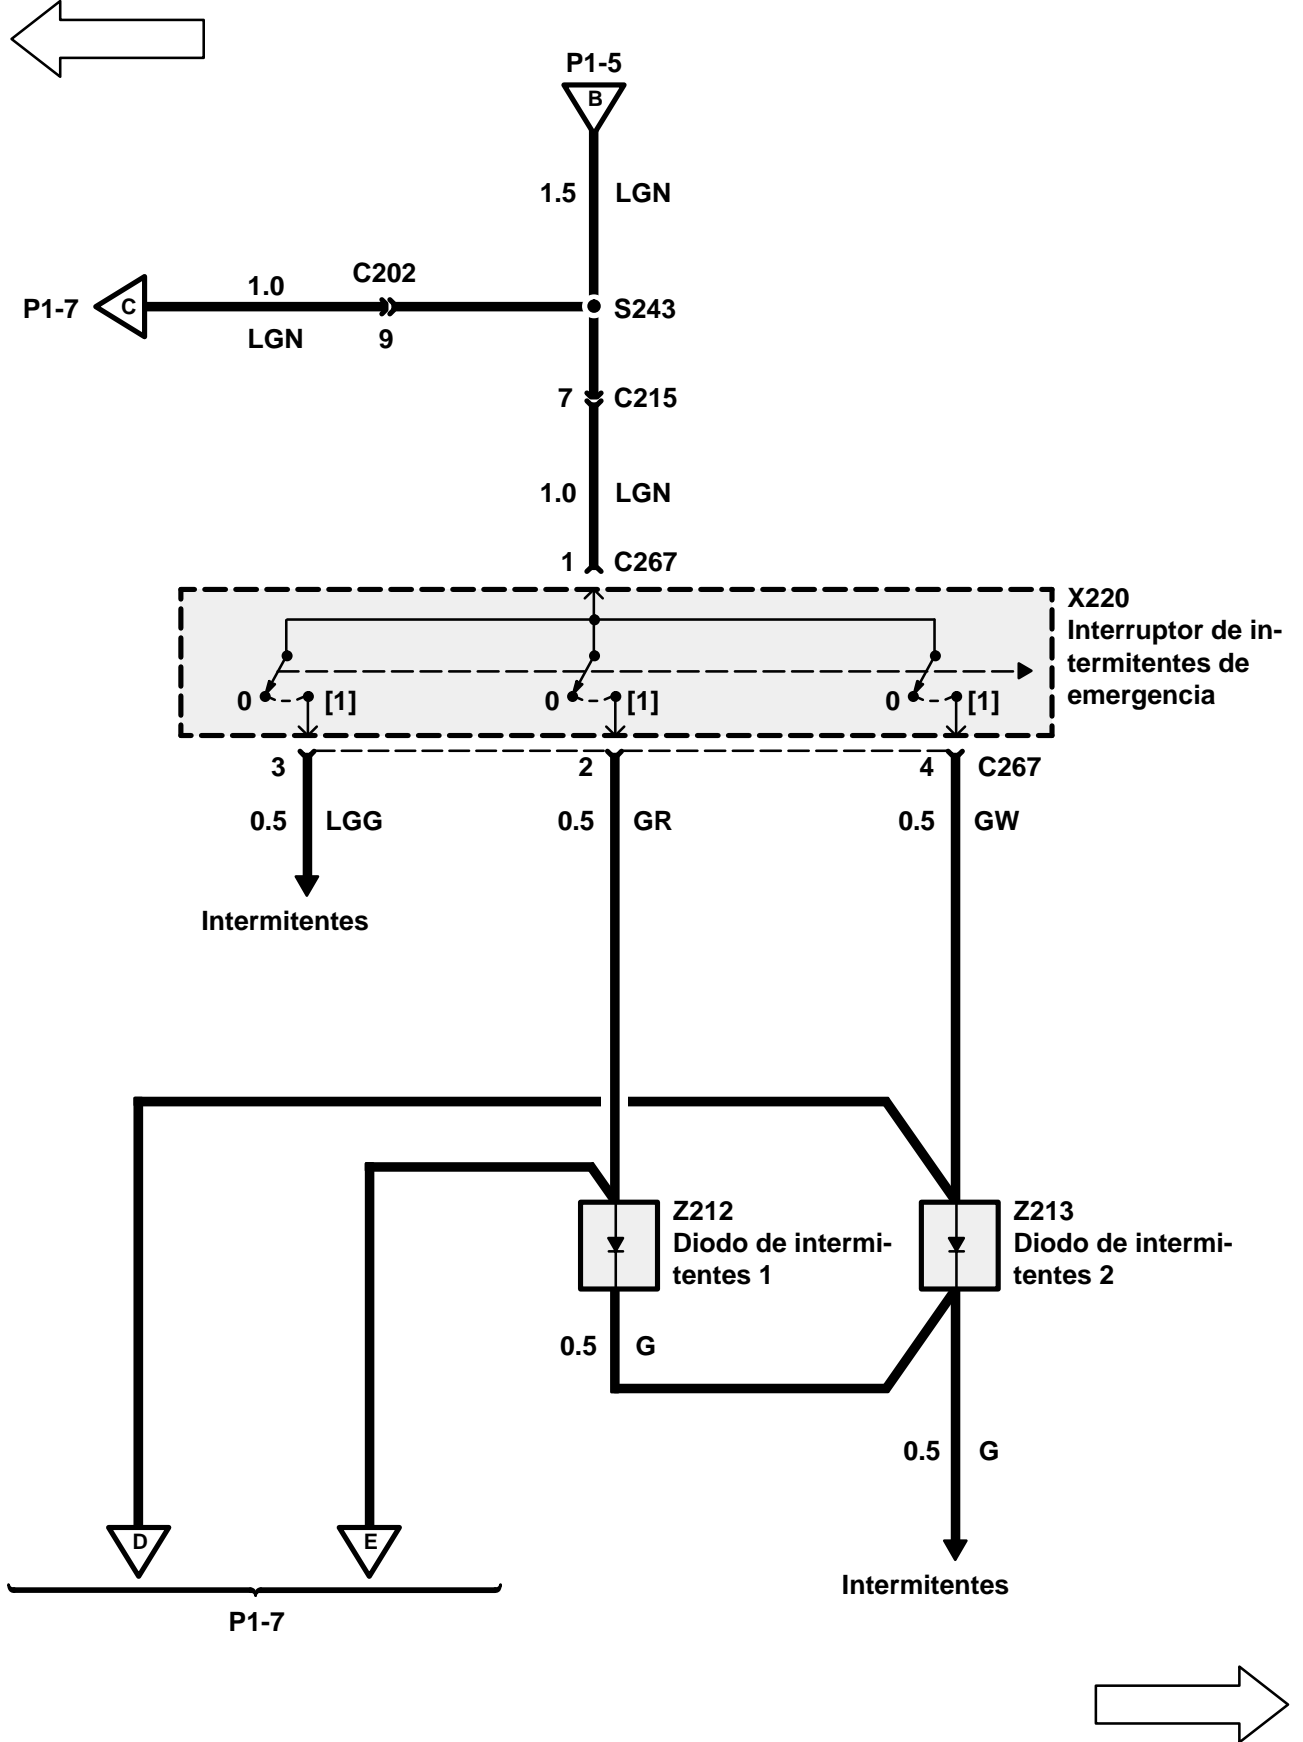 P1-5
B
1.5 LGN
1.0 C202
P1-7 C S243
LGN 9
7 C215
1.0 LGN
1 C267
X220
Interruptor de in-
termitentes de
emergencia
0 [1] 0 [1] 0 [1]
3 2 4 C267
0.5 LGG 0.5 GR 0.5 GW
Intermitentes
Z212
Diodo de intermi-
tentes 1
Z213
Diodo de intermi-
tentes 2
0.5 G
0.5 G
D E
Intermitentes
P1-7